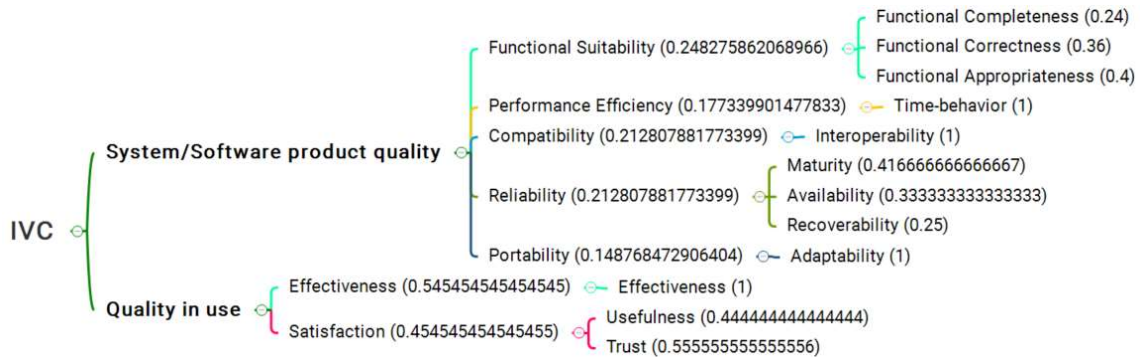 IVC
System/Software product quality
Functional Suitability (0.248275862068966)
Functional Completeness (0.24)
Functional Correctness (0.36)
Functional Appropriateness (0.4)
Performance Efficiency (0.177339901477833)
Time-behavior (1)
Compatibility (0.212807881773399)
Interoperability (1)
Reliability (0.212807881773399)
Maturity (0.416666666666667)
Availability (0.333333333333333)
Recoverability (0.25)
Portability (0.148768472906404)
Adaptability (1)
Quality in use
Effectiveness (0.545454545454545)
Effectiveness (1)
Satisfaction (0.454545454545455)
Usefulness (0.444444444444444)
Trust (0.555555555555556)